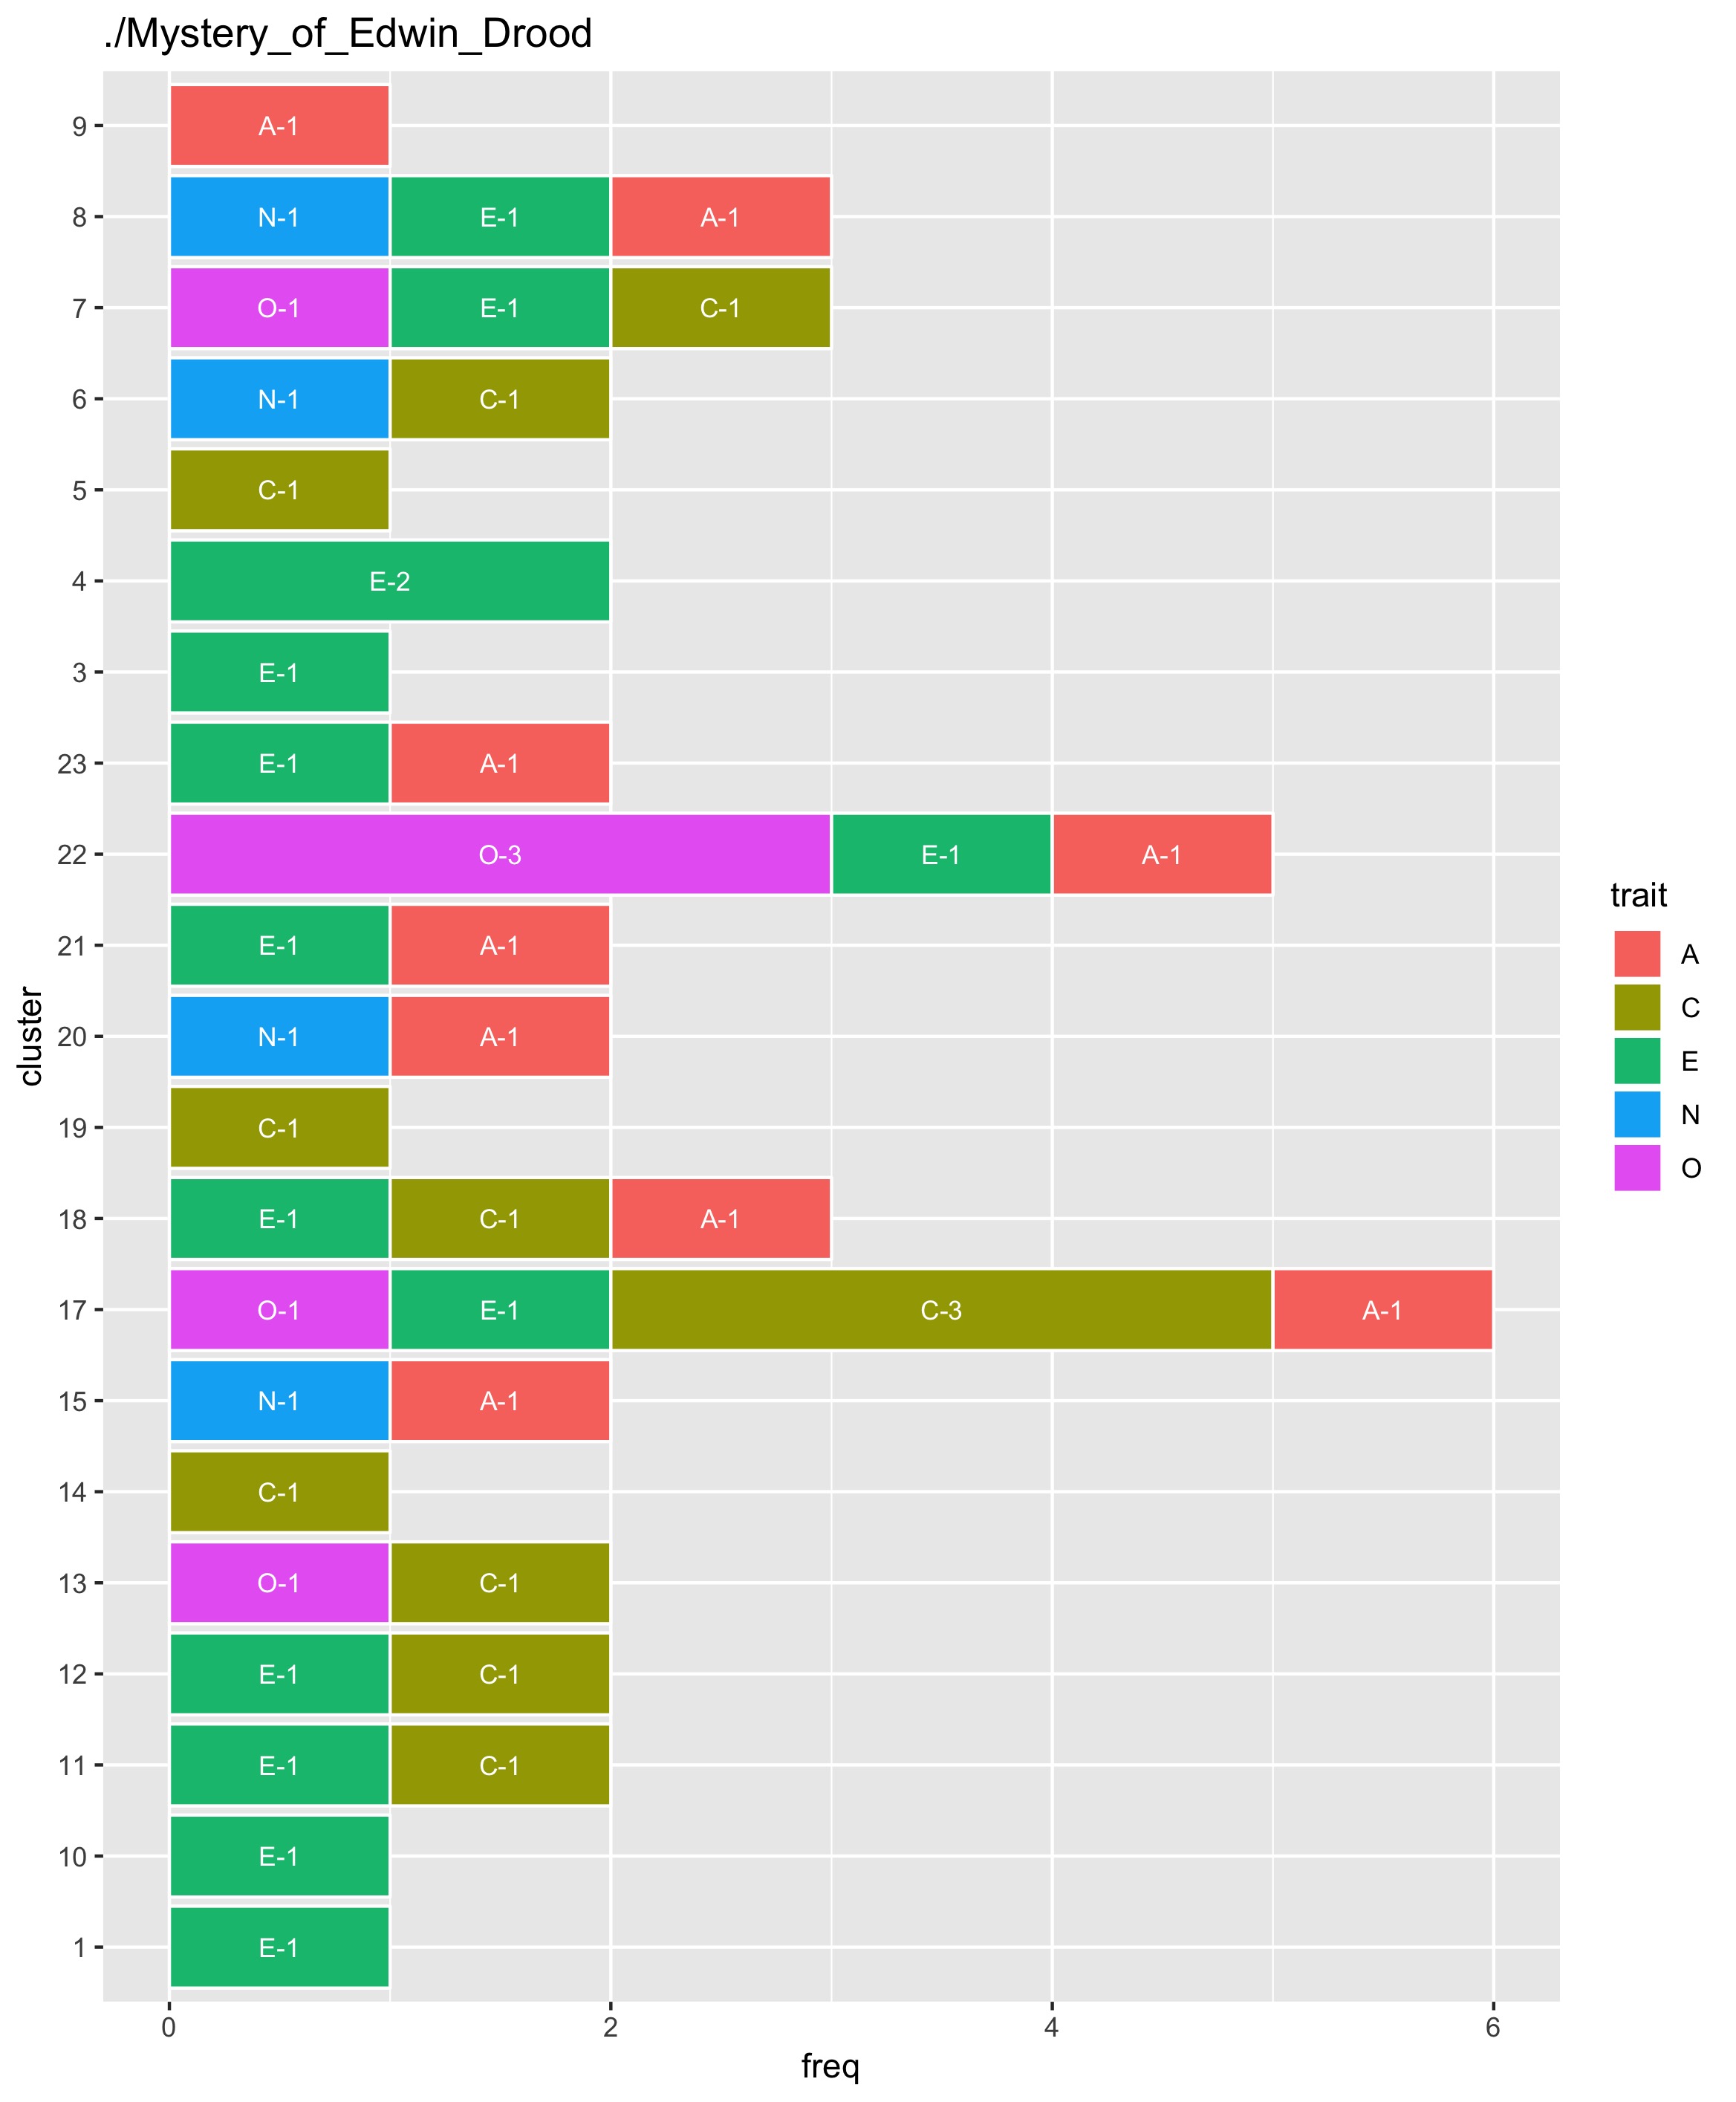 ./Mystery_of_Edwin_Drood
9 A-1
8 N-1 E-1 A-1
7 O-1 E-1 C-1
6 N-1 C-1
5 C-1
4 E-2
3 E-1
23 E-1 A-1
22 O-3 E-1 A-1
21 E-1 A-1
20 N-1 A-1
19 C-1
18 E-1 C-1 A-1
17 O-1 E-1 C-3 A-1
15 N-1 A-1
14 C-1
13 O-1 C-1
12 E-1 C-1
11 E-1 C-1
10 E-1
1 E-1
0 2 4 6
freq
cluster
trait
A
C
E
N
O